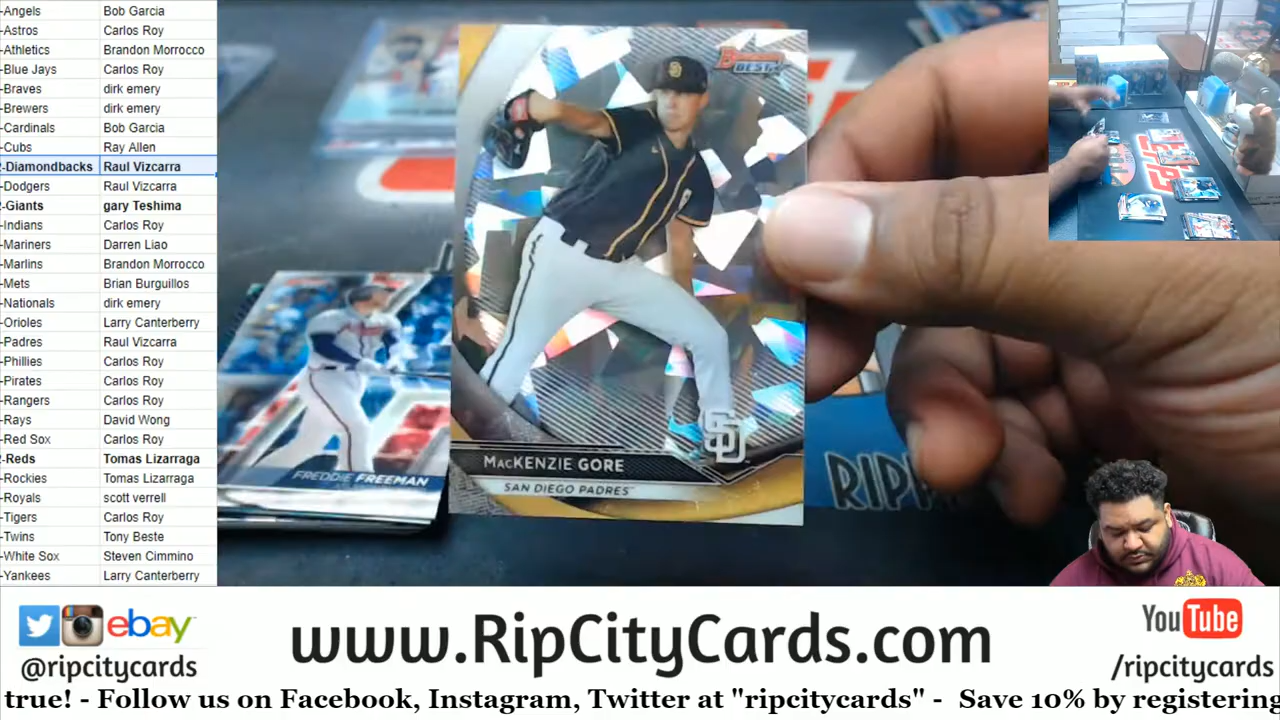 -Angels Bob Garcia
-Astros Carlos Roy
-Athletics Brandon Morrocco
-Blue Jays Carlos Roy
-Braves dirk emery
-Brewers dirk emery
-Cardinals Bob Garcia
-Cubs Ray Allen
-Diamondbacks Raul Vizcarra
-Dodgers Raul Vizcarra
-Giants gary Teshima
-Indians Carlos Roy
-Mariners Darren Liao
-Marlins Brandon Morrocco
-Mets Brian Burguillos
-Nationals dirk emery
-Orioles Larry Canterberry
-Padres Raul Vizcarra
-Phillies Carlos Roy
-Pirates Carlos Roy
-Rangers Carlos Roy
-Rays David Wong
-Red Sox Carlos Roy
-Reds Tomas Lizarraga
-Rockies Tomas Lizarraga
-Royals scott verrell
-Tigers Carlos Roy
-Twins Tony Beste
-White Sox Steven Cimmino
-Yankees Larry Canterberry
Bowman's
BEST
SD
MACKENZIE GORE
SAN DIEGO PADRES
FREDDIE FREEMAN
ebay
@ripcitycards
www.RipCityCards.com
YouTube
/ripcitycards
true! - Follow us on Facebook, Instagram, Twitter at "ripcitycards" - Save 10% by registering